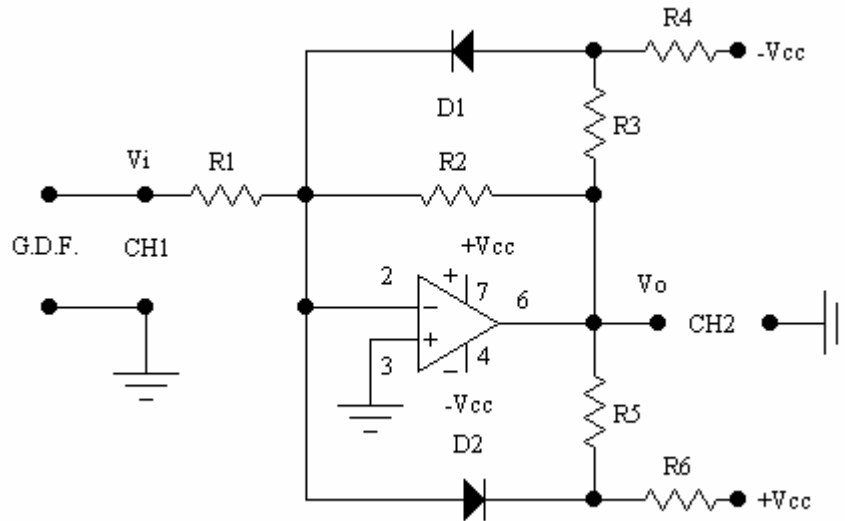 R4
-Vcc
D1
R3
Vi
R1
R2
G.D.F.
CH1
+Vcc
+
2
7
6
Vo
-
+
CH2
3
4
-
-Vcc
R5
D2
R6
+Vcc